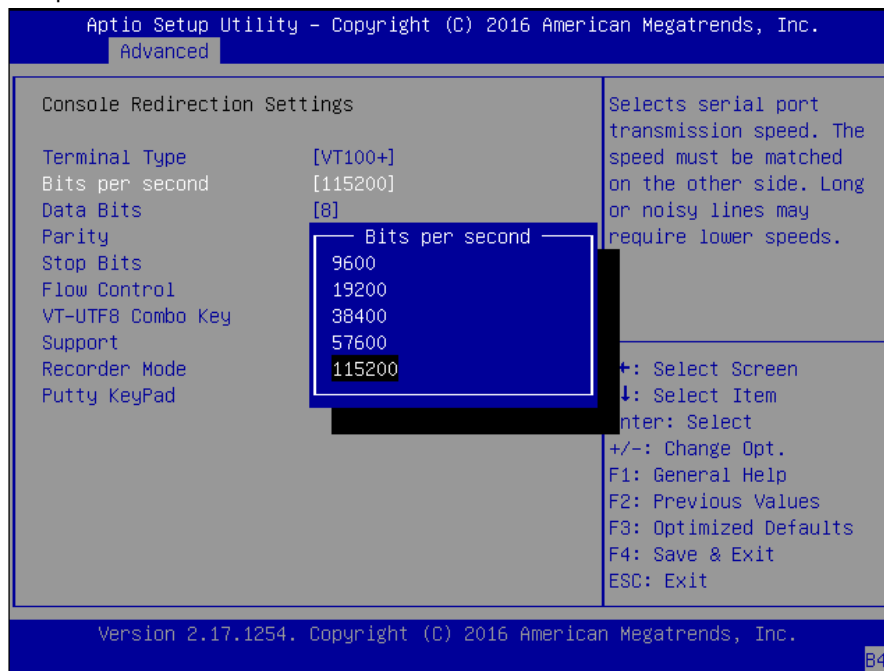 Aptio Setup Utility – Copyright (C) 2016 American Megatrends, Inc.
Advanced
Console Redirection Settings
Terminal Type [VT100+]
Bits per second [115200]
Data Bits [8]
Parity
Stop Bits
Flow Control
VT-UTF8 Combo Key
Support
Recorder Mode
Putty KeyPad
Bits per second
9600
19200
38400
57600
115200
Selects serial port
transmission speed. The
speed must be matched
on the other side. Long
or noisy lines may
require lower speeds.
: Select Screen
↓: Select Item
nter: Select
+/-: Change Opt.
F1: General Help
F2: Previous Values
F3: Optimized Defaults
F4: Save & Exit
ESC: Exit
Version 2.17.1254. Copyright (C) 2016 American Megatrends, Inc.
B4